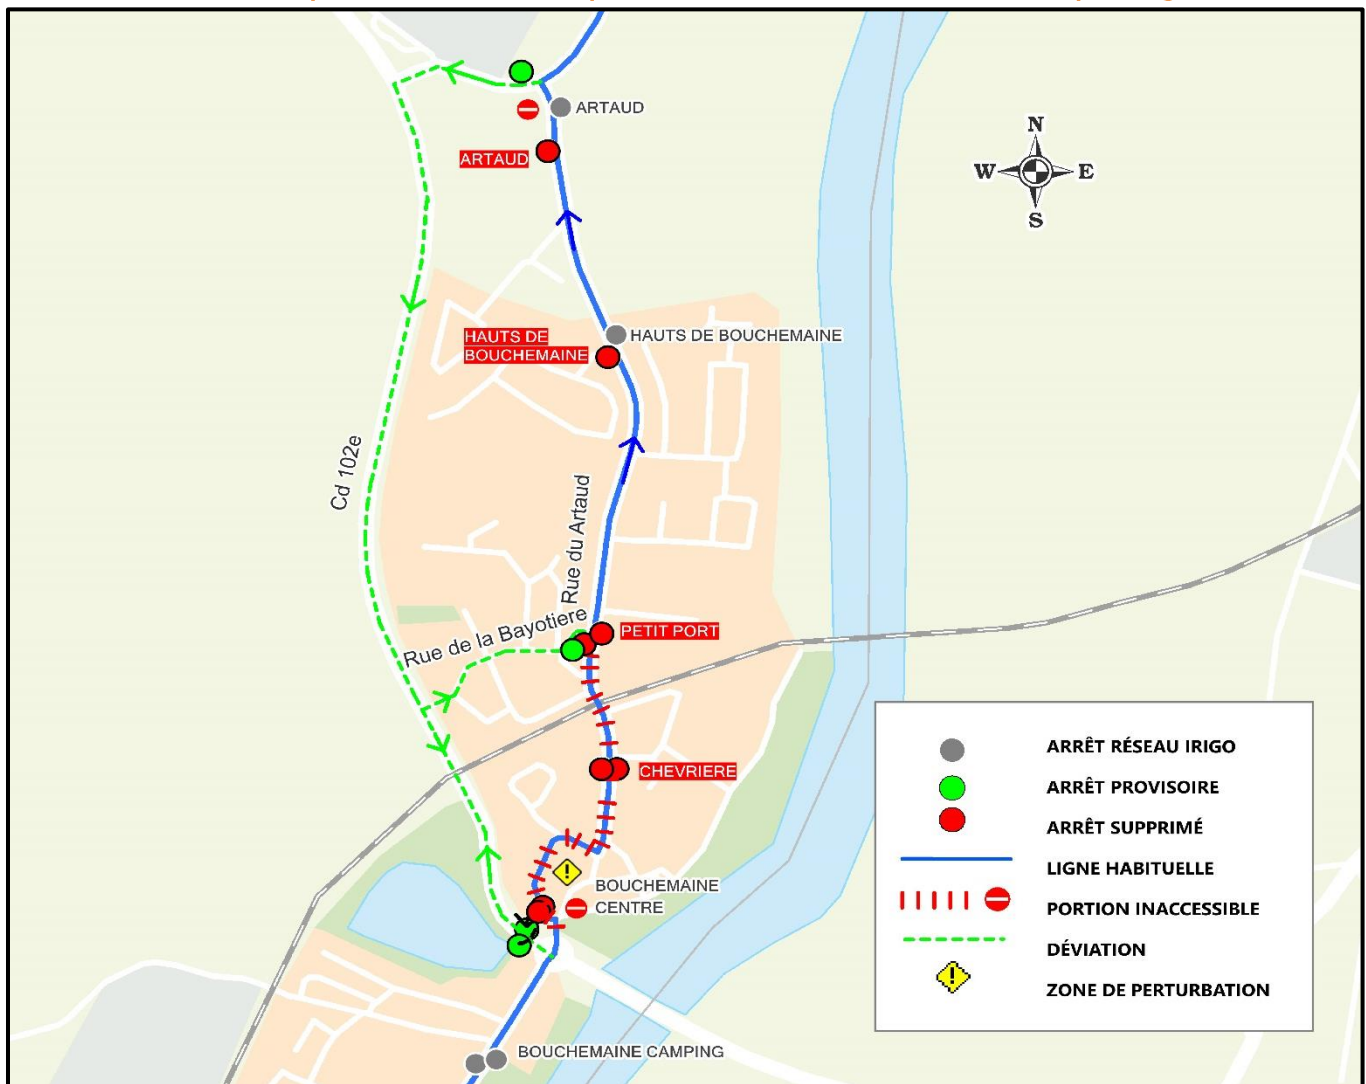 N
W E
S
ARTAUD
ARTAUD
HAUTS DE BOUCHEMAINE
HAUTS DE
BOUCHEMAINE
Cd 102e
Rue du Artaud
Rue de la Bayotiere
PETIT PORT
CHEVRIERE
BOUCHEMAINE
CENTRE
BOUCHEMAINE CAMPING
ARRÊT RÉSEAU IRIGO
ARRÊT PROVISOIRE
ARRÊT SUPPRIMÉ
LIGNE HABITUELLE
PORTION INACCESSIBLE
DÉVIATION
ZONE DE PERTURBATION